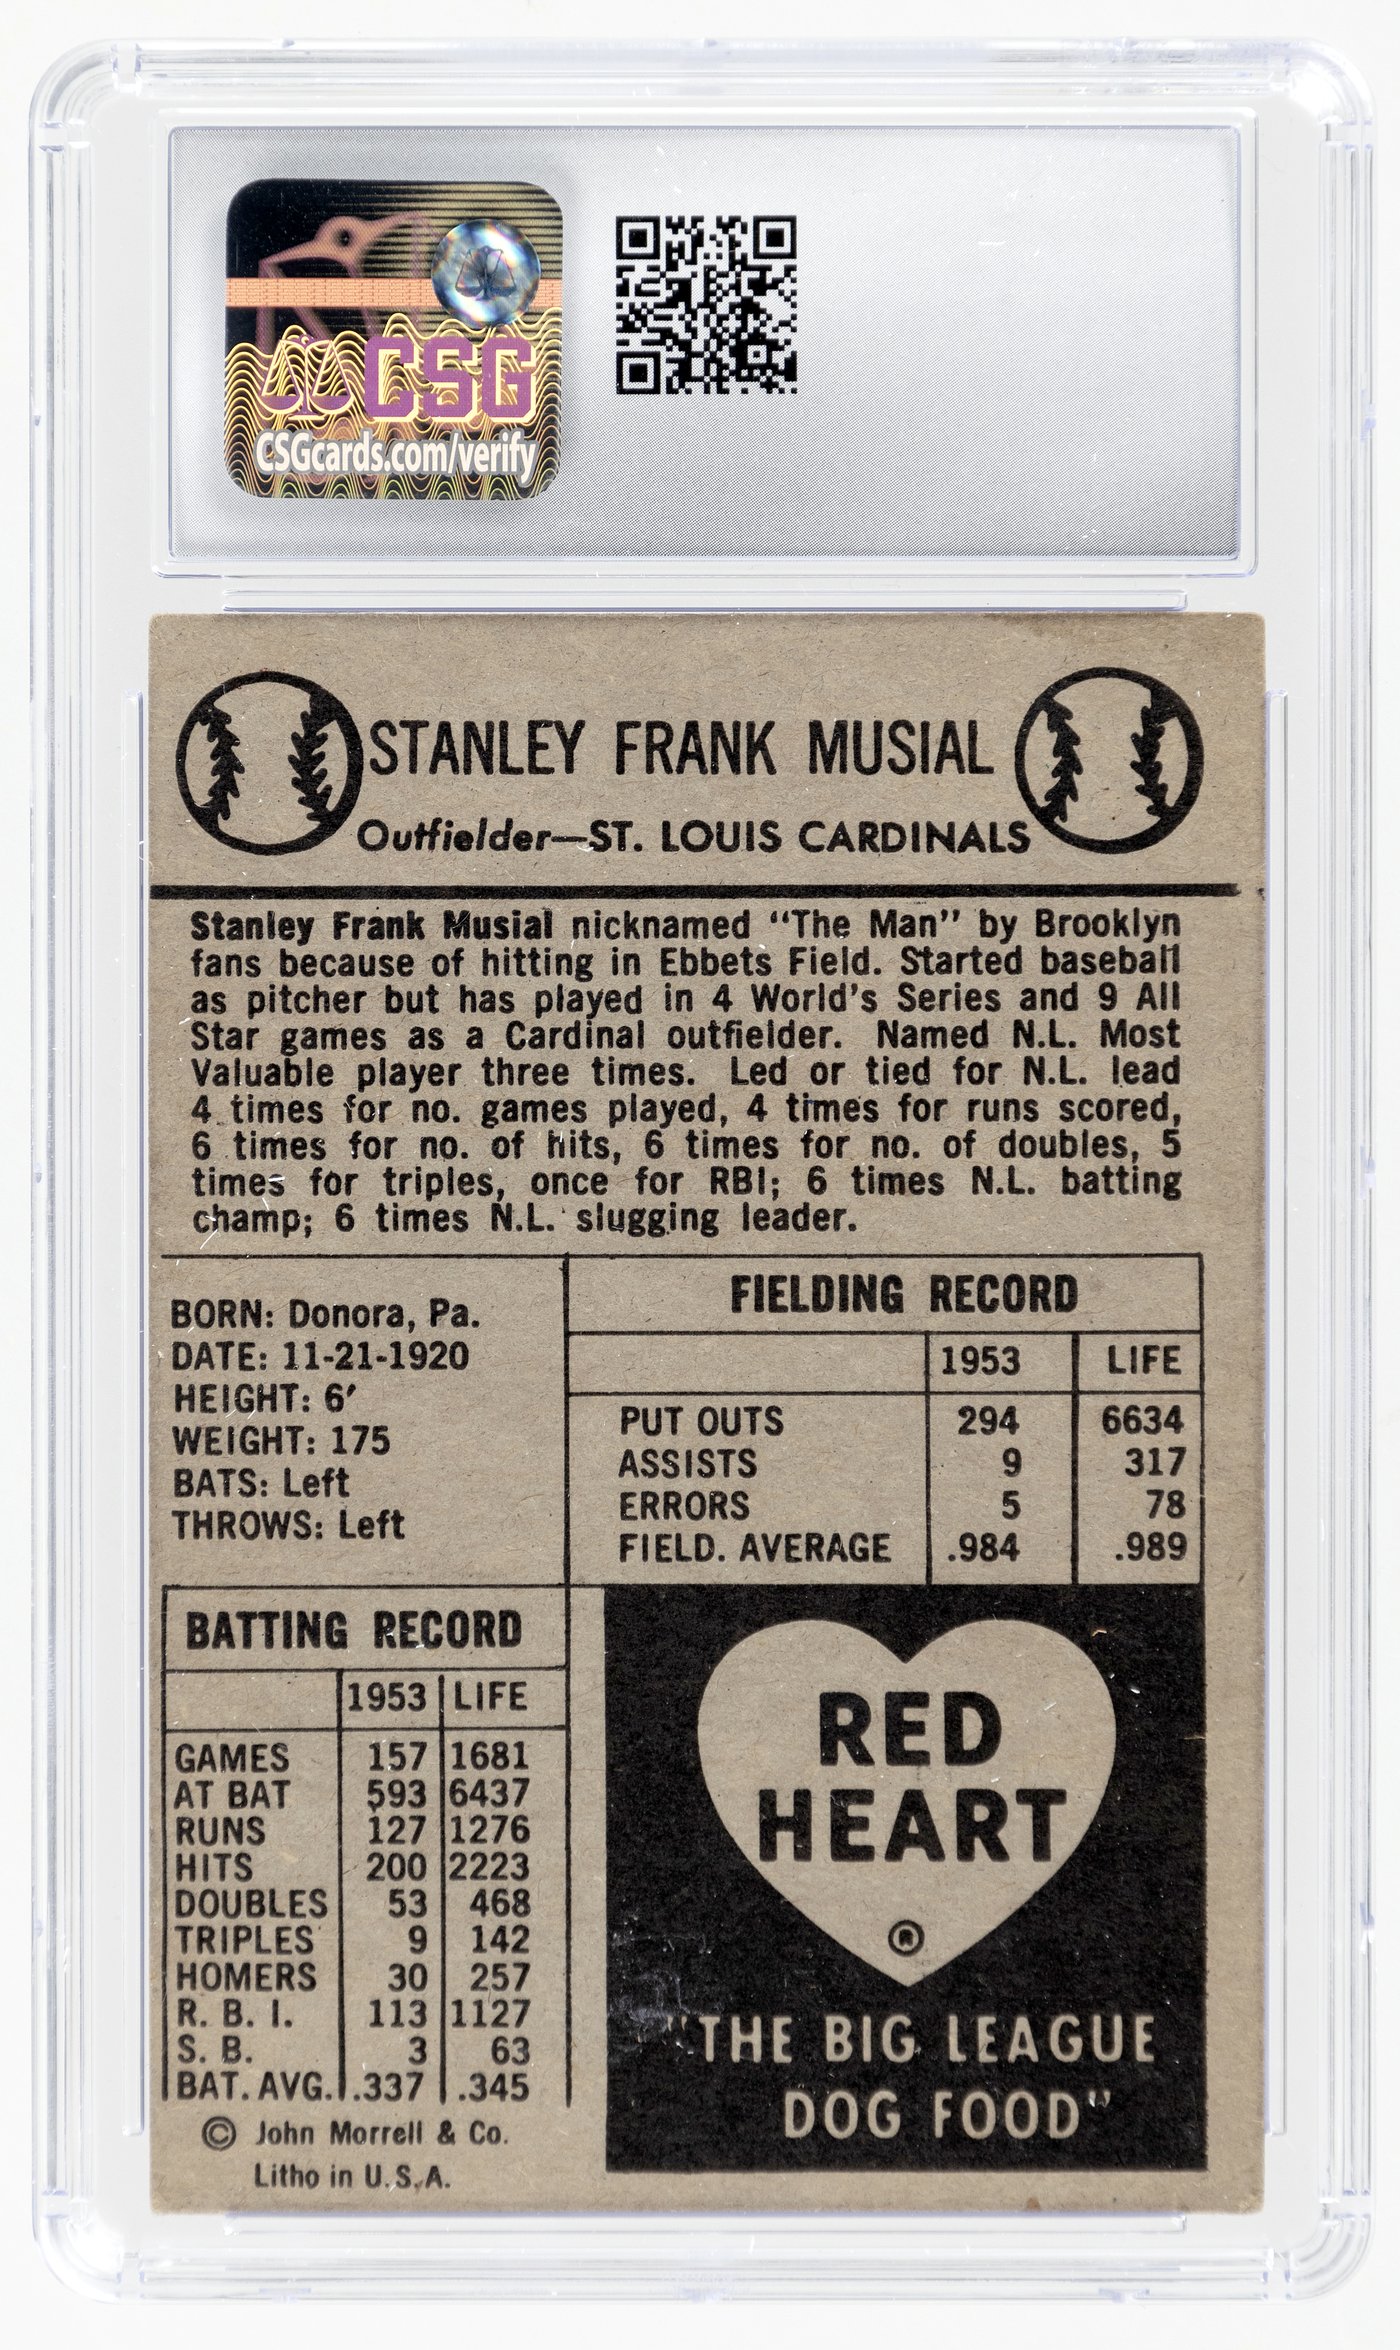 CSG
CSGcards.com/verify
STANLEY FRANK MUSIAL
Outfielder—ST. LOUIS CARDINALS
Stanley Frank Musial nicknamed "The Man" by Brooklyn
fans because of hitting in Ebbets Field. Started baseball
as pitcher but has played in 4 World's Series and 9 All
Star games as a Cardinal outfielder. Named N.L. Most
Valuable player three times. Led or tied for N.L. lead
4 times for no. games played, 4 times for runs scored,
6 times for no. of hits, 6 times for no. of doubles, 5
times for triples, once for RBI; 6 times N.L. batting
champ; 6 times N.L. slugging leader.
BORN: Donora, Pa.
DATE: 11-21-1920
HEIGHT: 6'
WEIGHT: 175
BATS: Left
THROWS: Left
FIELDING RECORD
1953 LIFE
PUT OUTS 294 6634
ASSISTS 9 317
ERRORS 5 78
FIELD. AVERAGE .984 .989
BATTING RECORD
1953 LIFE
GAMES 157 1681
AT BAT 593 6437
RUNS 127 1276
HITS 200 2223
DOUBLES 53 468
TRIPLES 9 142
HOMERS 30 257
R. B. I. 113 1127
S. B. 3 63
BAT. AVG. .337 .345
© John Morrell & Co.
Litho in U.S.A.
RED
HEART
®
"THE BIG LEAGUE
DOG FOOD"